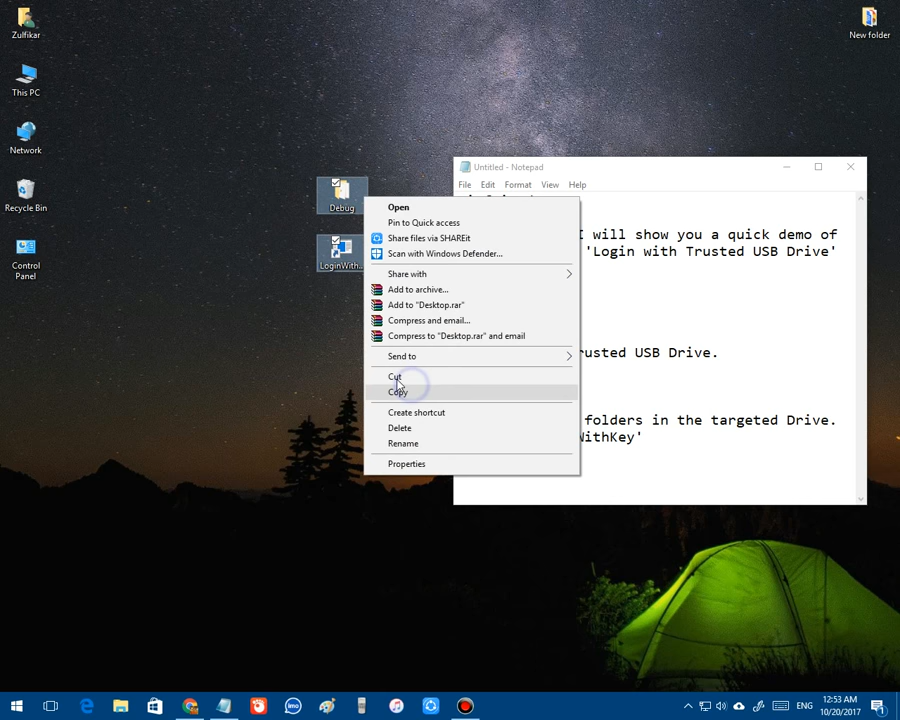 Zulfikar
This PC
Network
Recycle Bin
Control
Panel
New folder
Debug
LoginWith...
Untitled - Notepad
File Edit Format View Help
I will show you a quick demo of
'Login with Trusted USB Drive'
rusted USB Drive.
folders in the targeted Drive.
WithKey'
Open
Pin to Quick access
Share files via SHAREit
Scan with Windows Defender...
Share with
Add to archive...
Add to "Desktop.rar"
Compress and email...
Compress to "Desktop.rar" and email
Send to
Cut
Copy
Create shortcut
Delete
Rename
Properties
imo
ENG
12:53 AM
10/20/2017
1